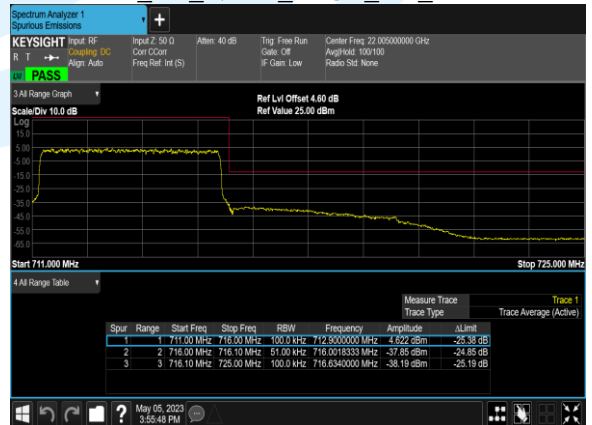 Spectrum Analyzer 1
Spurious Emissions
KEYSIGHT Input: RF Input Z: 50 Ω Atten: 40 dB Trig: Free Run Center Freq: 22.005000000 GHz
R T Coupling: DC Corr CCorr Gate: Off Avg|Hold: 100/100
Align: Auto Freq Ref: Int (S) IF Gain: Low Radio Std: None
LV PASS
3 All Range Graph
Ref Lvl Offset 4.60 dB
Scale/Div 10.0 dB Ref Value 25.00 dBm
Log
15.0
5.00
-5.00
-15.0
-25.0
-35.0
-45.0
-55.0
-65.0
Start 711.000 MHz Stop 725.000 MHz
4 All Range Table
Measure Trace Trace 1
Trace Type Trace Average (Active)
Spur Range Start Freq Stop Freq RBW Frequency Amplitude ΔLimit
1 1 711.00 MHz 716.00 MHz 100.0 kHz 712.9000000 MHz 4.622 dBm -25.38 dB
2 2 716.00 MHz 716.10 MHz 51.00 kHz 716.0018333 MHz -37.85 dBm -24.85 dB
3 3 716.10 MHz 725.00 MHz 100.0 kHz 716.6340000 MHz -38.19 dBm -25.19 dB
? May 05, 2023
3:55:48 PM